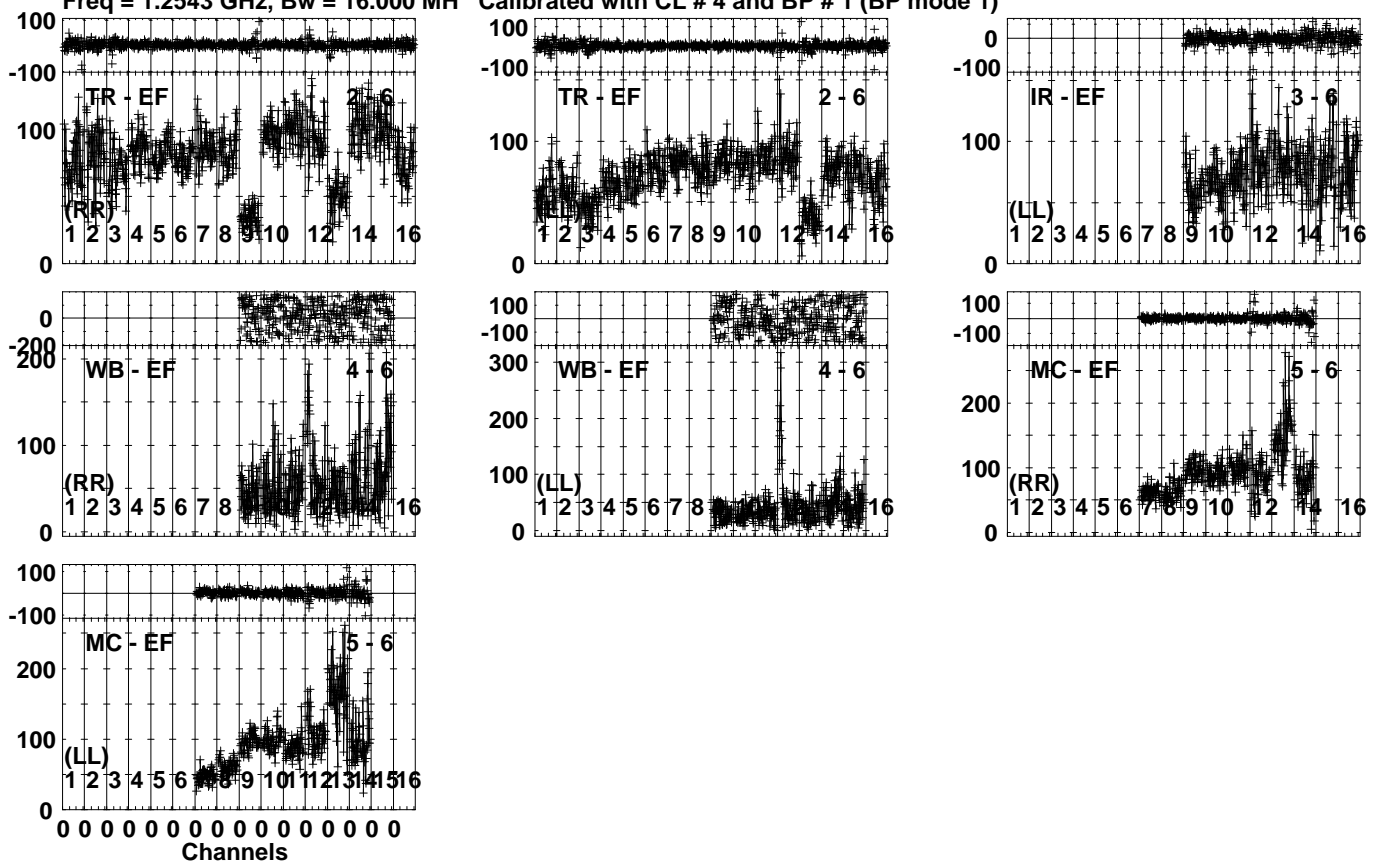 Freq = 1.2543 GHz, Bw = 16.000 MH Calibrated with CL # 4 and BP # 1 (BP mode 1)
100
-100
TR - EF 2 - 6
100
(RR)
1 2 3 4 5 6 7 8 9 10 12 14 16
0
100
-100
TR - EF 2 - 6
100
(LL)
1 2 3 4 5 6 7 8 9 10 12 14 16
0
0
-100
IR - EF 3 - 6
100
(LL)
1 2 3 4 5 6 7 8 9 10 12 14 16
0
0
-200
200
WB - EF 4 - 6
100
(RR)
1 2 3 4 5 6 7 8 16
0
100
-100
300
WB - EF 4 - 6
200
100
(LL)
1 2 3 4 5 6 7 8 16
0
100
-100
MC - EF 5 - 6
200
100
(RR)
1 2 3 4 5 6 7 8 9 10 12 14 16
0
100
-100
MC - EF 5 - 6
200
100
(LL)
1 2 3 4 5 6 7 8 9 10 11 12 13 14 15 16
0
0 0 0 0 0 0 0 0 0 0 0 0 0 0 0 0
Channels